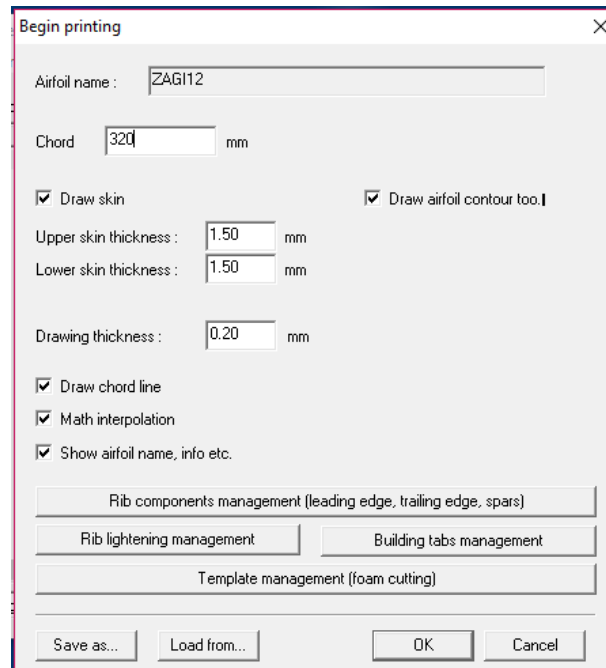 Begin printing
Airfoil name : ZAGI12
Chord 320 mm
Draw skin Draw airfoil contour too.
Upper skin thickness : 1.50 mm
Lower skin thickness : 1.50 mm
Drawing thickness : 0.20 mm
Draw chord line
Math interpolation
Show airfoil name, info etc.
Rib components management (leading edge, trailing edge, spars)
Rib lightening management Building tabs management
Template management (foam cutting)
Save as... Load from... OK Cancel